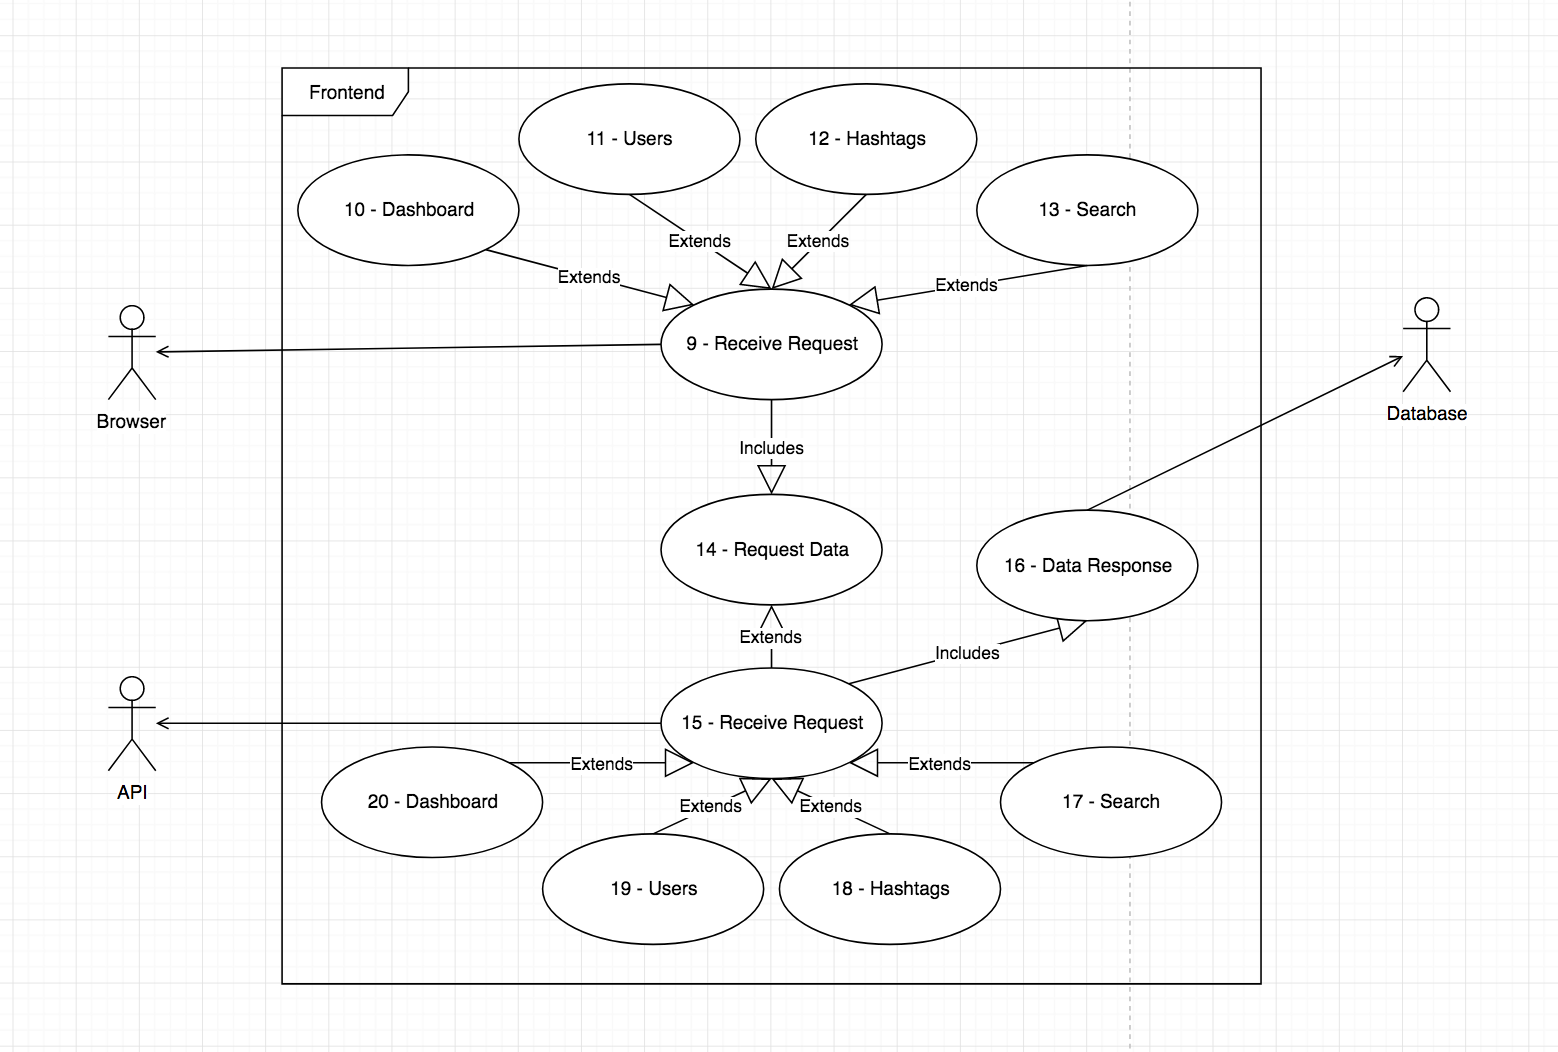 Frontend
11 - Users
12 - Hashtags
10 - Dashboard
13 - Search
Extends
Extends
Extends
Extends
9 - Receive Request
Browser
Database
Includes
14 - Request Data
16 - Data Response
Extends
Includes
15 - Receive Request
API
Extends
Extends
20 - Dashboard
17 - Search
Extends
Extends
19 - Users
18 - Hashtags